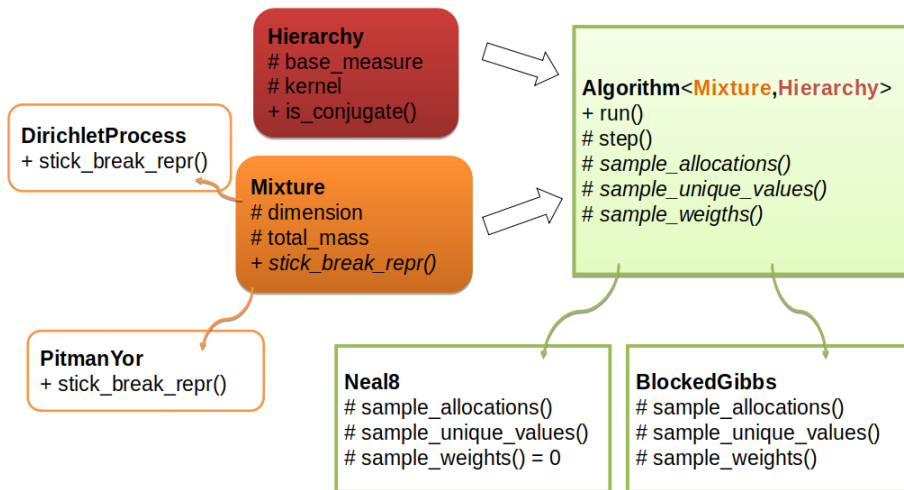 Hierarchy
# base_measure
# kernel
+ is_conjugate()
Algorithm<Mixture,Hierarchy>
+ run()
# step()
# sample_allocations()
# sample_unique_values()
# sample_weigths()
DirichletProcess
+ stick_break_repr()
Mixture
# dimension
# total_mass
+ stick_break_repr()
PitmanYor
+ stick_break_repr()
Neal8
# sample_allocations()
# sample_unique_values()
# sample_weights() = 0
BlockedGibbs
# sample_allocations()
# sample_unique_values()
# sample_weights()